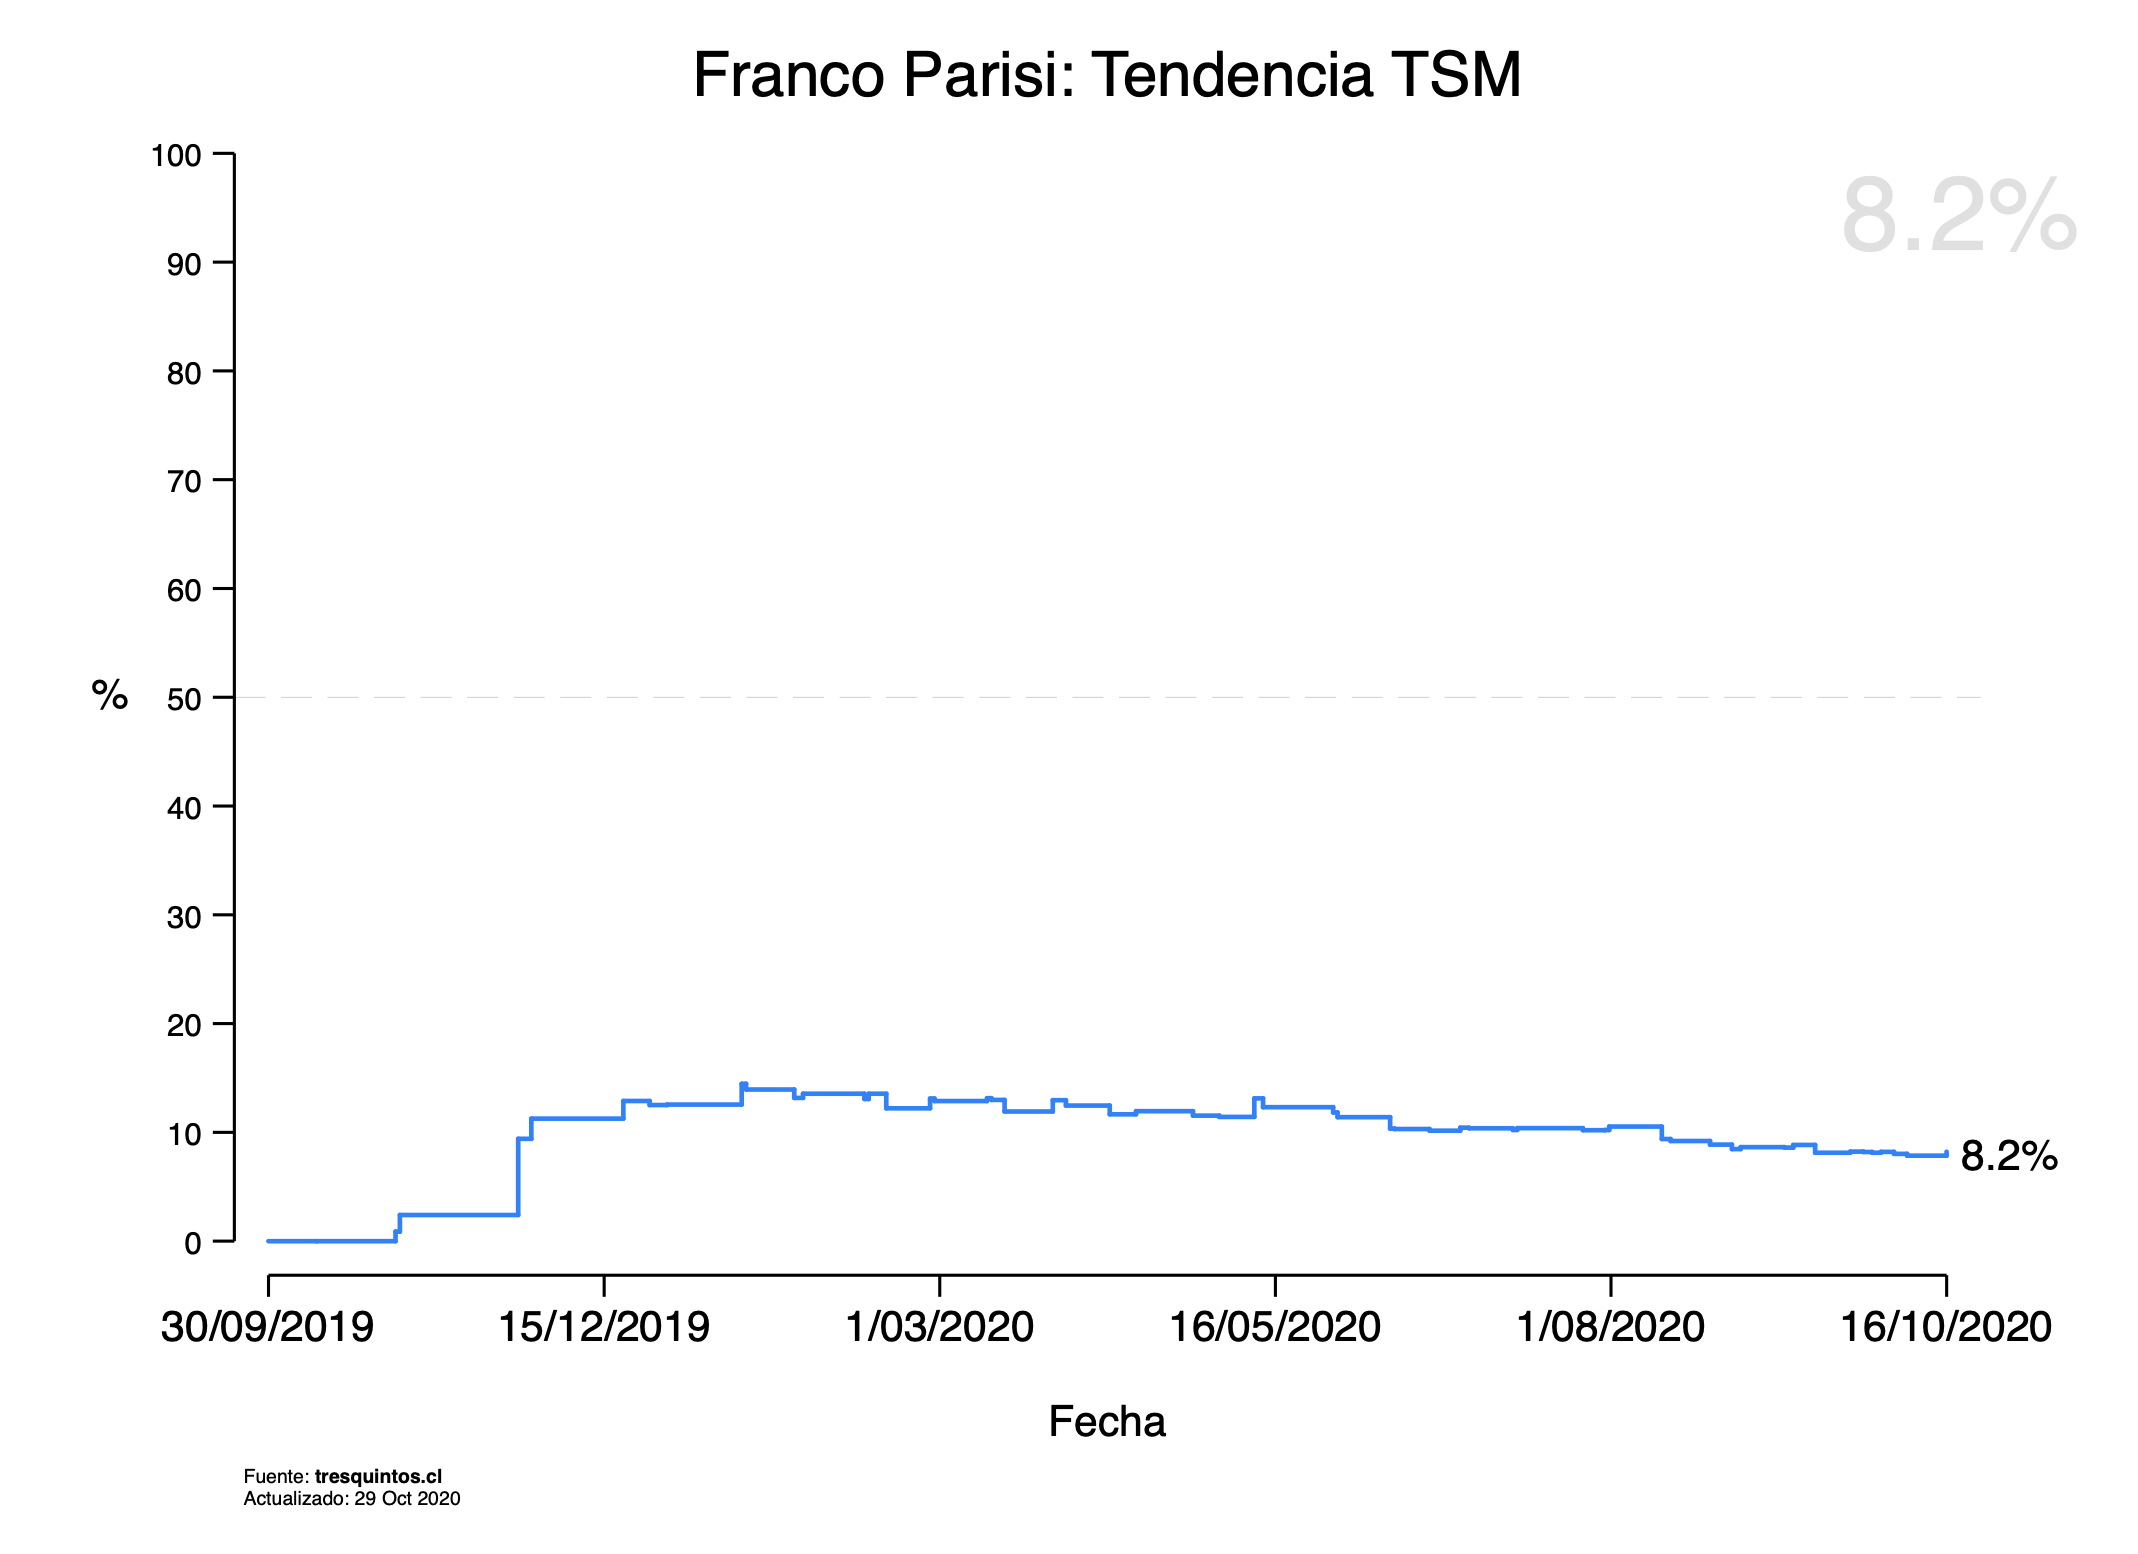 Franco Parisi: Tendencia TSM
8.2%
100
90
80
70
60
50
40
30
20
10
0
%
8.2%
30/09/2019 15/12/2019 1/03/2020 16/05/2020 1/08/2020 16/10/2020
Fecha
Fuente: tresquintos.cl
Actualizado: 29 Oct 2020